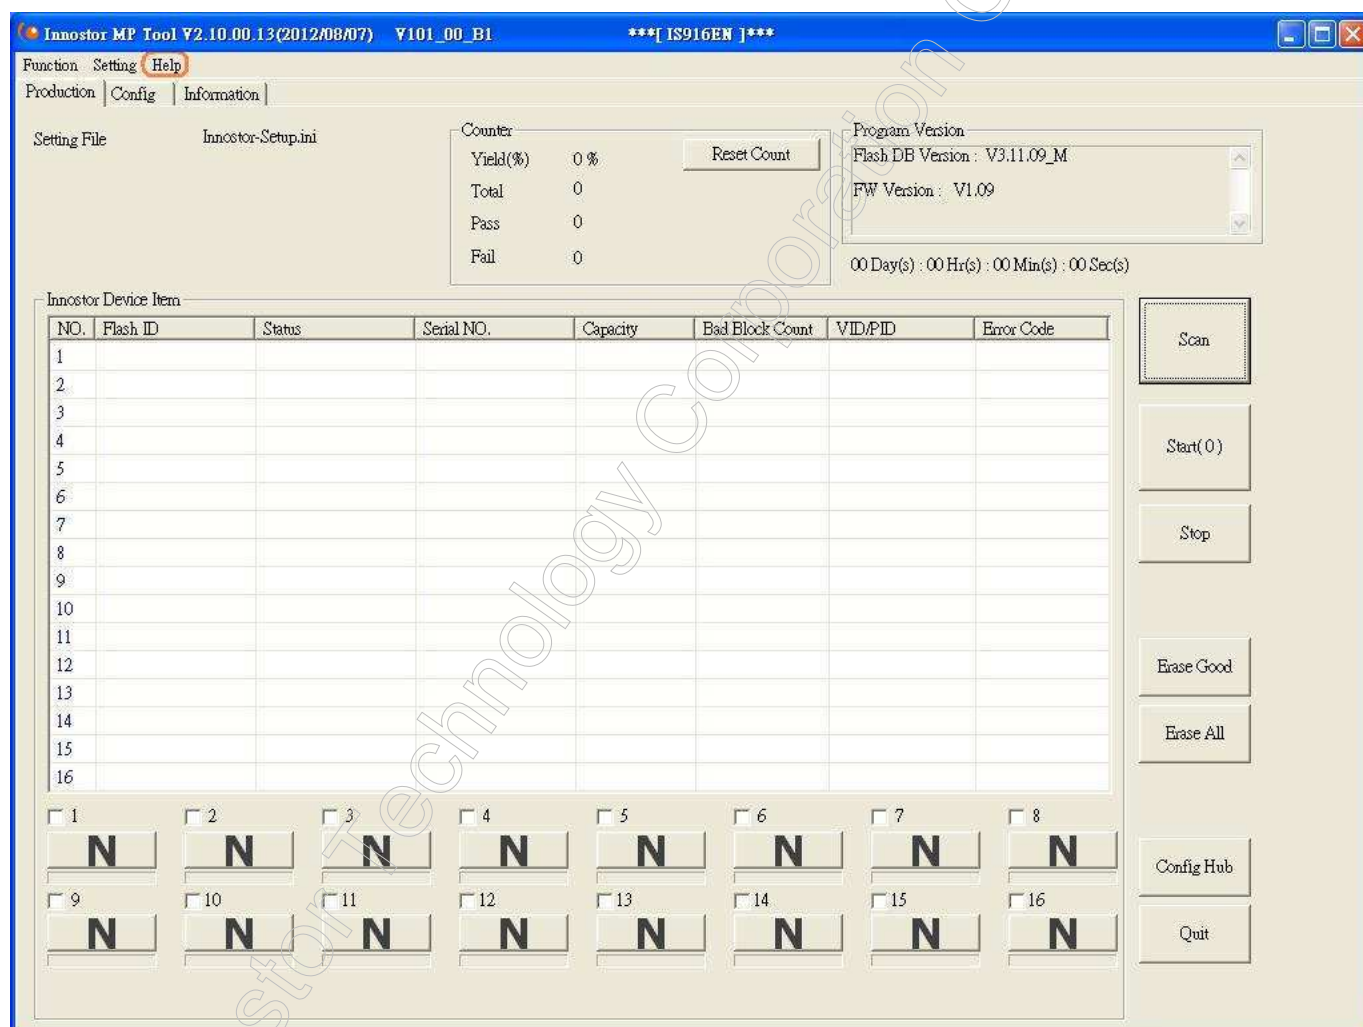 Innostor MP Tool V2.10.00.13(2012/08/07) V101_00_B1 ***[ IS916EN ]***
Function Setting Help
Production Config Information
Setting File Innostor-Setup.ini
Counter
Yield(%) 0 %
Total 0
Pass 0
Fail 0
Reset Count
Program Version
Flash DB Version : V3.11.09_M
FW Version : V1.09
00 Day(s) : 00 Hr(s) : 00 Min(s) : 00 Sec(s)
Innostor Device Item
NO. Flash ID Status Serial NO. Capacity Bad Block Count VID/PID Error Code
1
2
3
4
5
6
7
8
9
10
11
12
13
14
15
16
Scan
Start( 0 )
Stop
Erase Good
Erase All
Config Hub
Quit
1 2 3 4 5 6 7 8
N N N N N N N N
9 10 11 12 13 14 15 16
N N N N N N N N
stor Technology Corporation